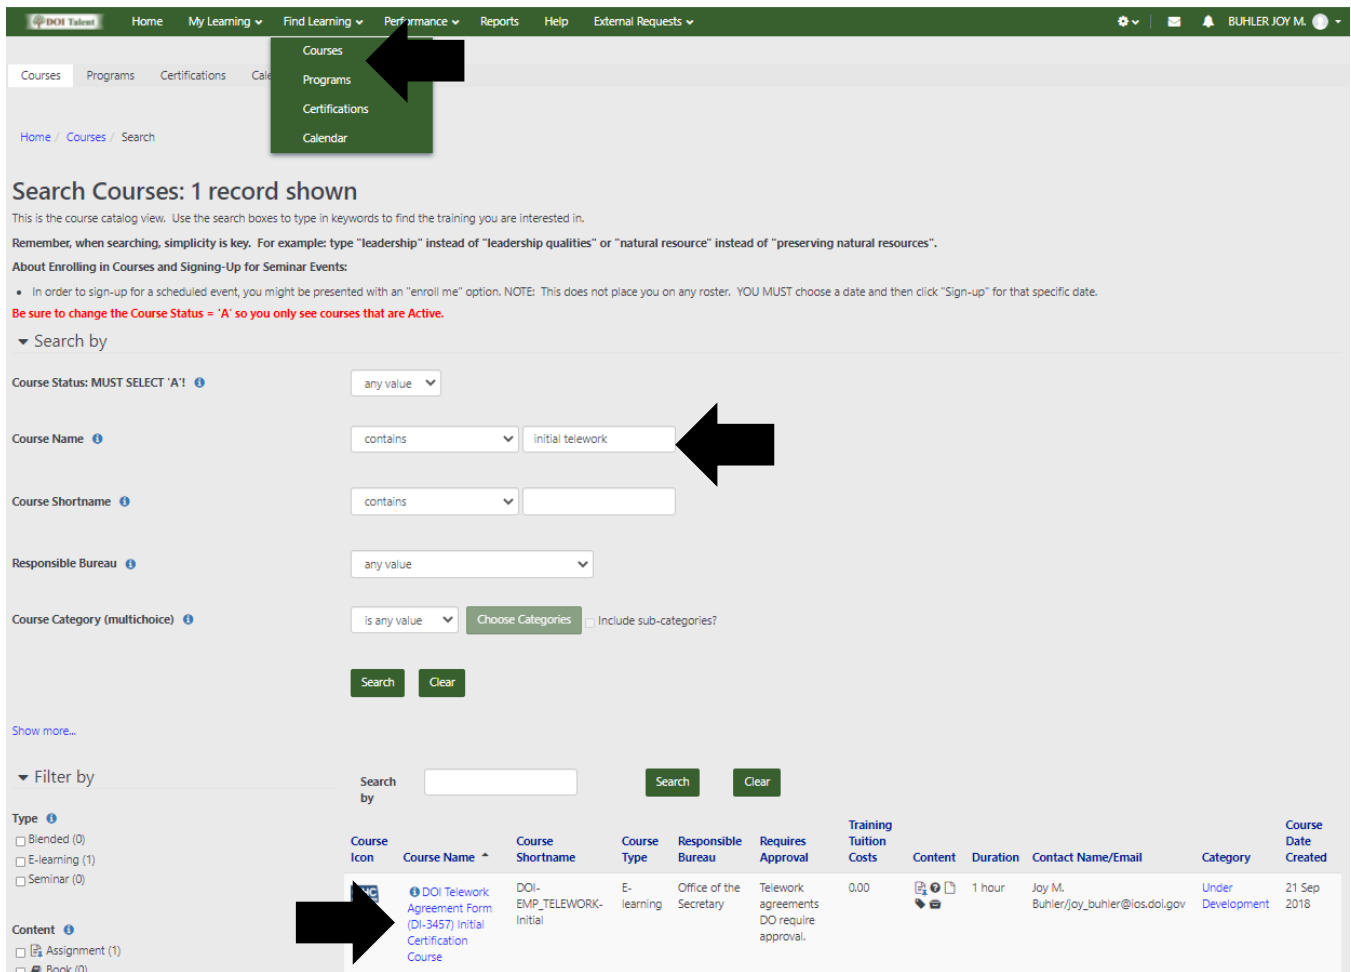 DOI Talent Home My Learning Find Learning Performance Reports Help External Requests BUHLER JOY M.
Courses
Programs
Certifications
Calendar
Courses Programs Certifications
Home / Courses / Search
Search Courses: 1 record shown
This is the course catalog view. Use the search boxes to type in keywords to find the training you are interested in.
Remember, when searching, simplicity is key. For example: type "leadership" instead of "leadership qualities" or "natural resource" instead of "preserving natural resources".
About Enrolling in Courses and Signing-Up for Seminar Events:
• In order to sign-up for a scheduled event, you might be presented with an "enroll me" option. NOTE: This does not place you on any roster. YOU MUST choose a date and then click "Sign-up" for that specific date.
Be sure to change the Course Status = 'A' so you only see courses that are Active.
Search by
Course Status: MUST SELECT 'A'! any value
Course Name contains initial telework
Course Shortname contains
Responsible Bureau any value
Course Category (multichoice) is any value Choose Categories Include sub-categories?
Search Clear
Show more...
Filter by
Type
Blended (0)
E-learning (1)
Seminar (0)
Content
Assignment (1)
Book (0)
Search
by
Search Clear
Training
Course
Course Course Course Responsible Requires Tuition Date
Icon Course Name Shortname Type Bureau Approval Costs Content Duration Contact Name/Email Category Created
DOI Telework DOI- E- Office of the Telework 0.00 1 hour Joy M. Under 21 Sep
Agreement Form EMP_TELEWORK- learning Secretary agreements Buhler/joy_buhler@ios.doi.gov Development 2018
(DI-3457) Initial Initial DO require
Certification approval.
Course